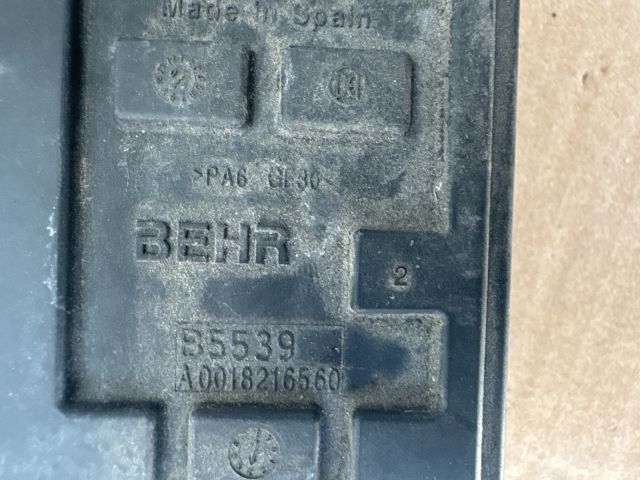 Made in Spain
>PA6 GF30<
BEHR
2
B5539
A0018216560